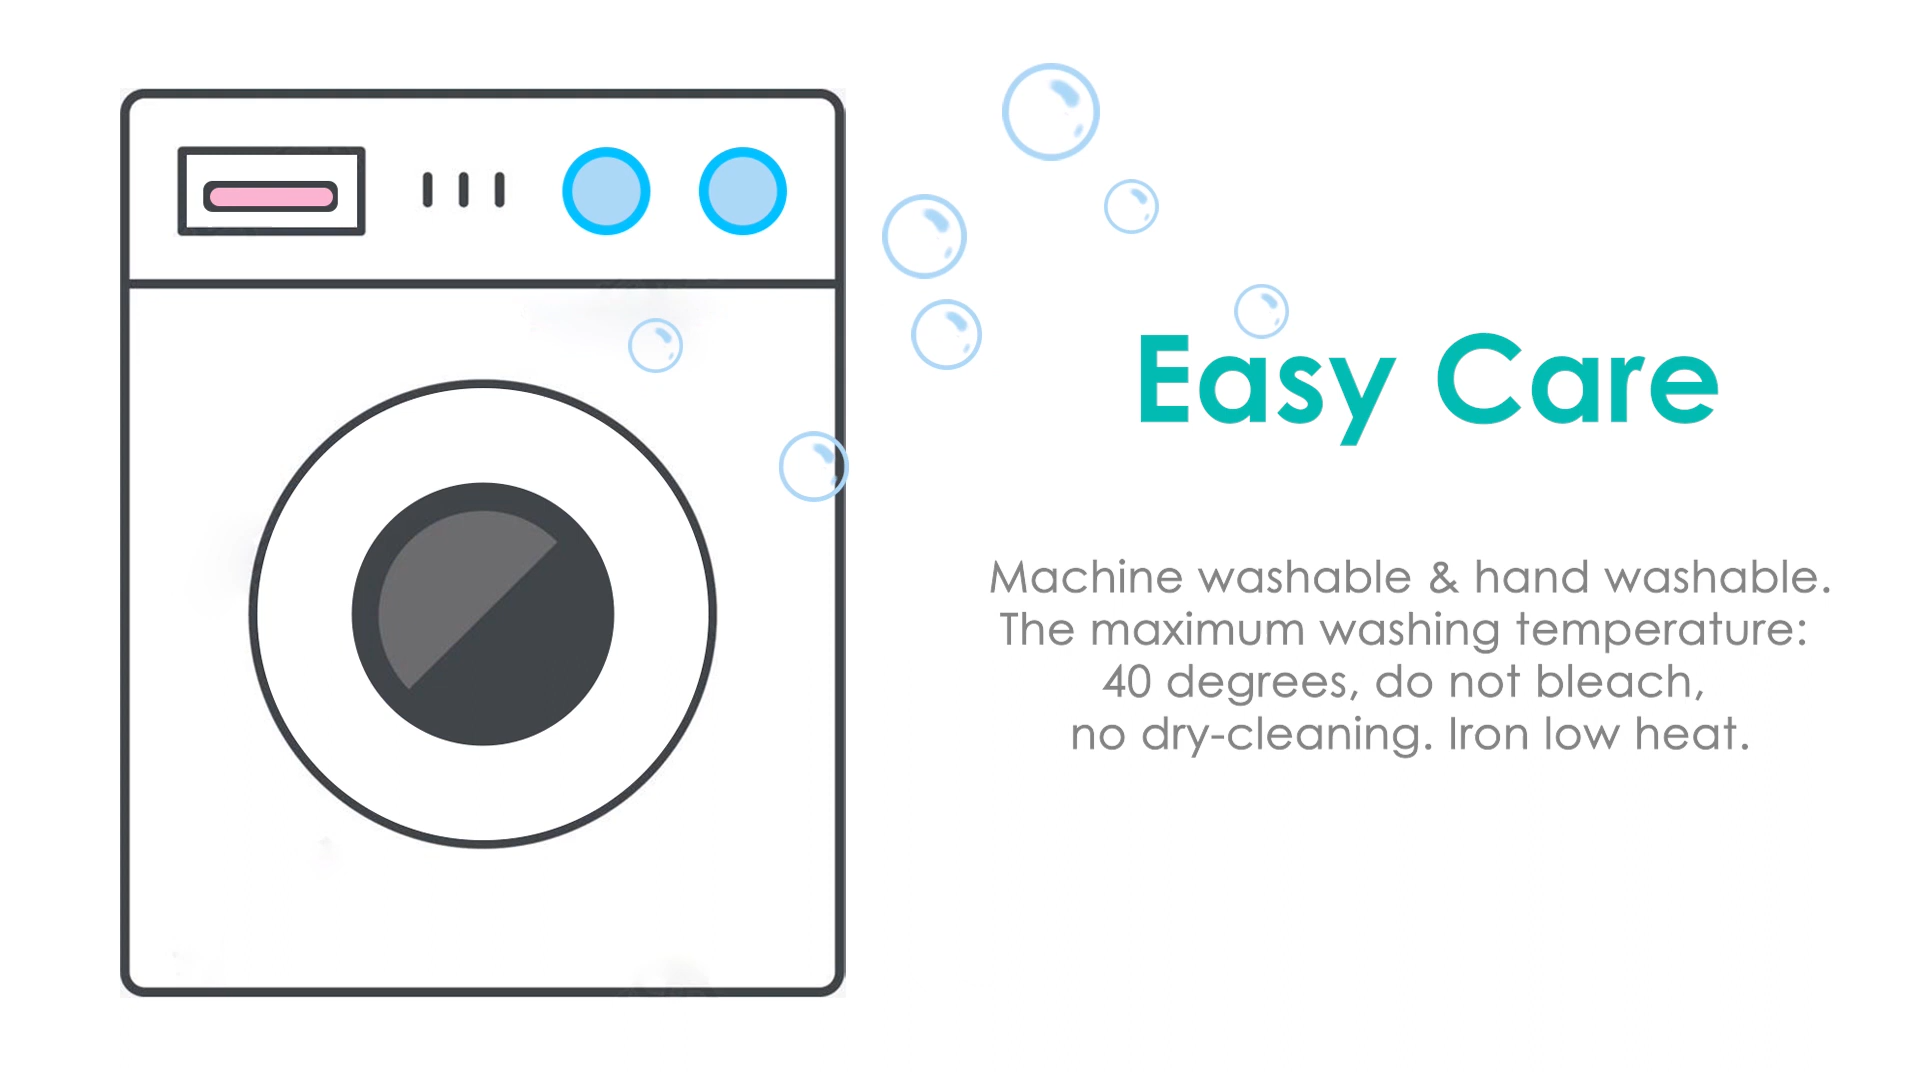 Easy Care
Machine washable & hand washable.
The maximum washing temperature:
40 degrees, do not bleach,
no dry-cleaning. Iron low heat.